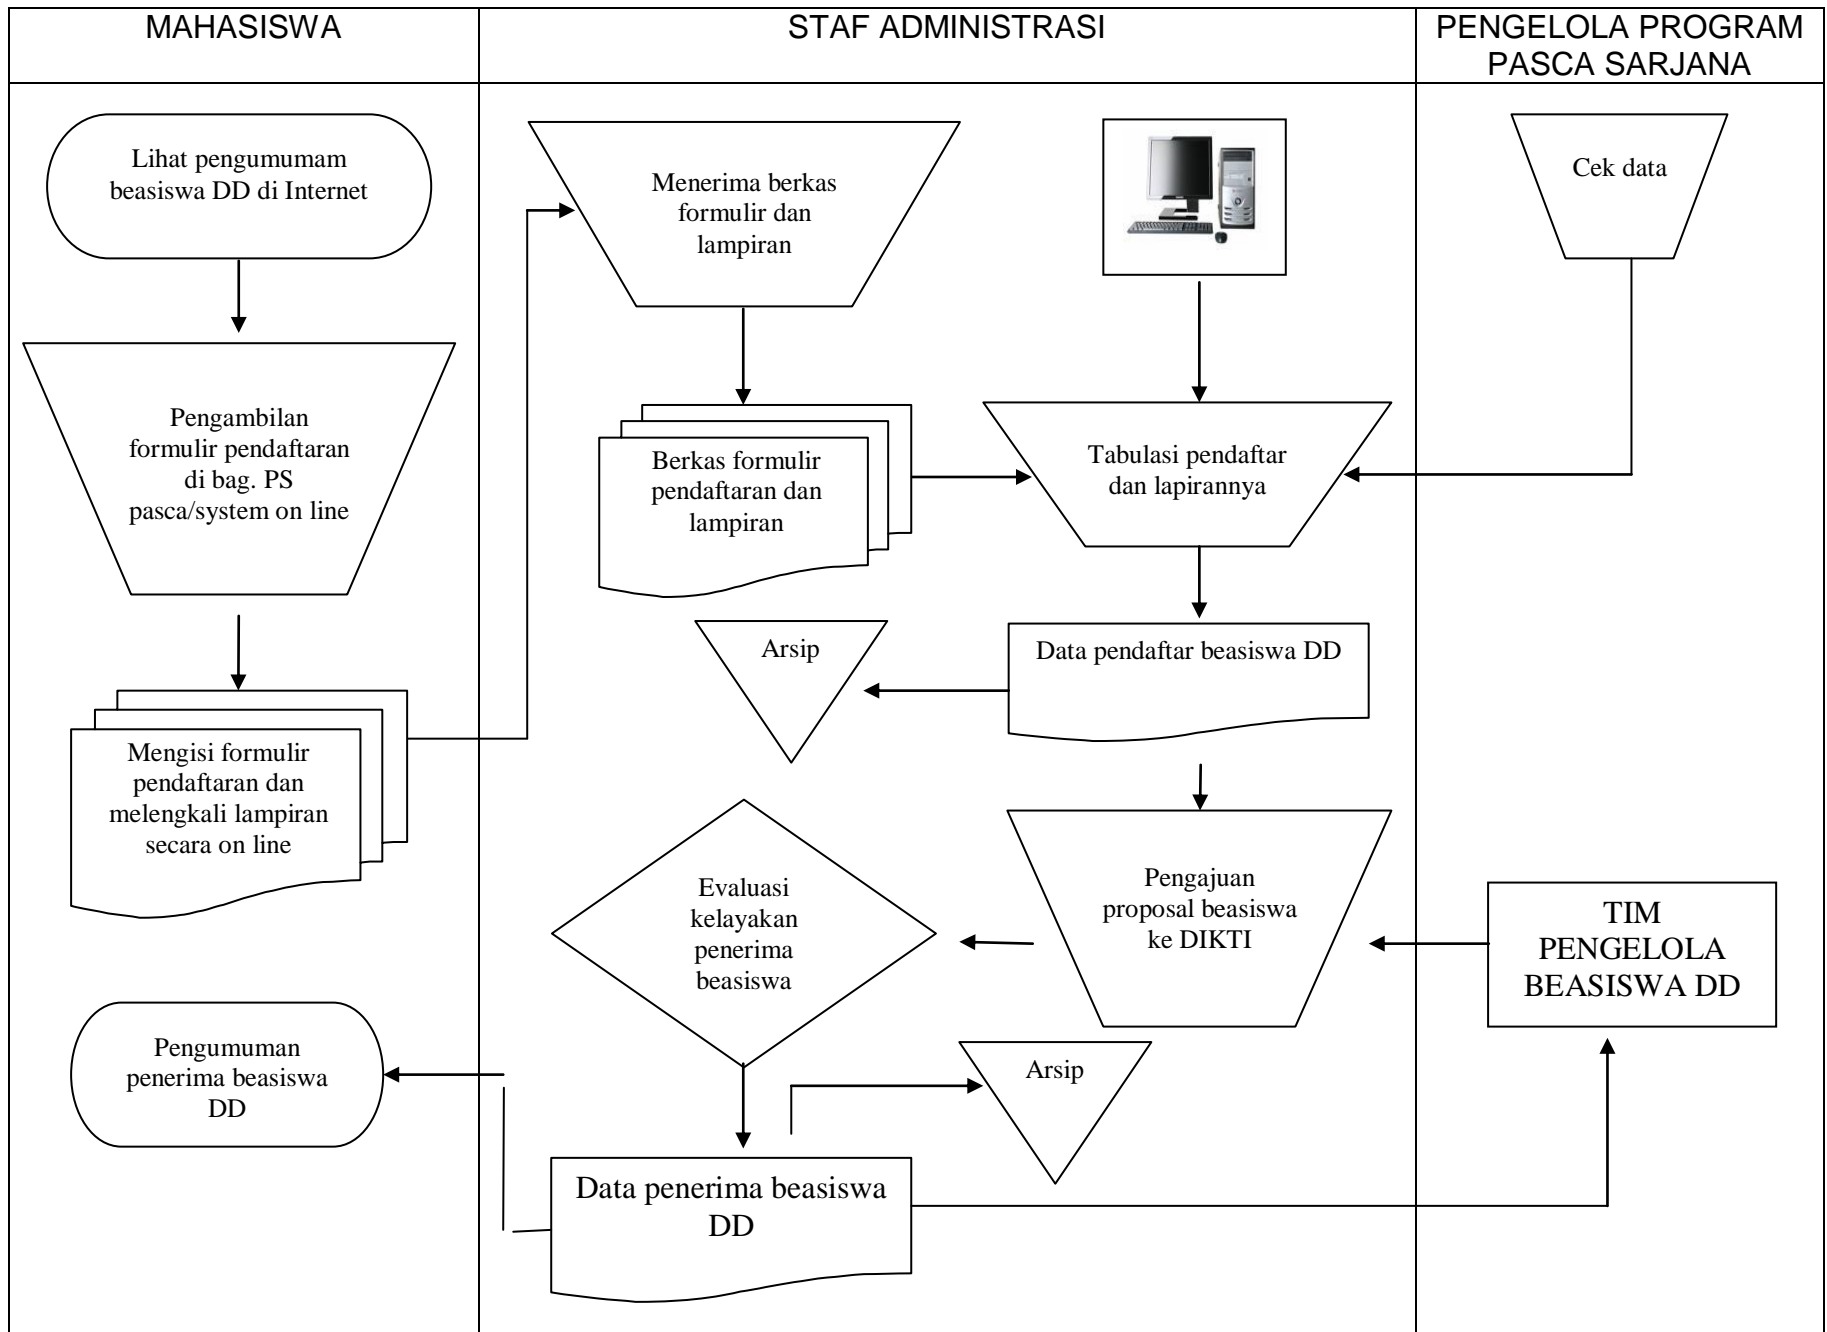 MAHASISWA
STAF ADMINISTRASI
PENGELOLA PROGRAM
PASCA SARJANA
Lihat pengumumam
beasiswa DD di Internet
Pengambilan
formulir pendaftaran
di bag. PS
pasca/system on line
Mengisi formulir
pendaftaran dan
melengkali lampiran
secara on line
Pengumuman
penerima beasiswa
DD
Menerima berkas
formulir dan
lampiran
Berkas formulir
pendaftaran dan
lampiran
Tabulasi pendaftar
dan lapirannya
Arsip
Data pendaftar beasiswa DD
Evaluasi
kelayakan
penerima
beasiswa
Pengajuan
proposal beasiswa
ke DIKTI
Arsip
Data penerima beasiswa
DD
Cek data
TIM
PENGELOLA
BEASISWA DD